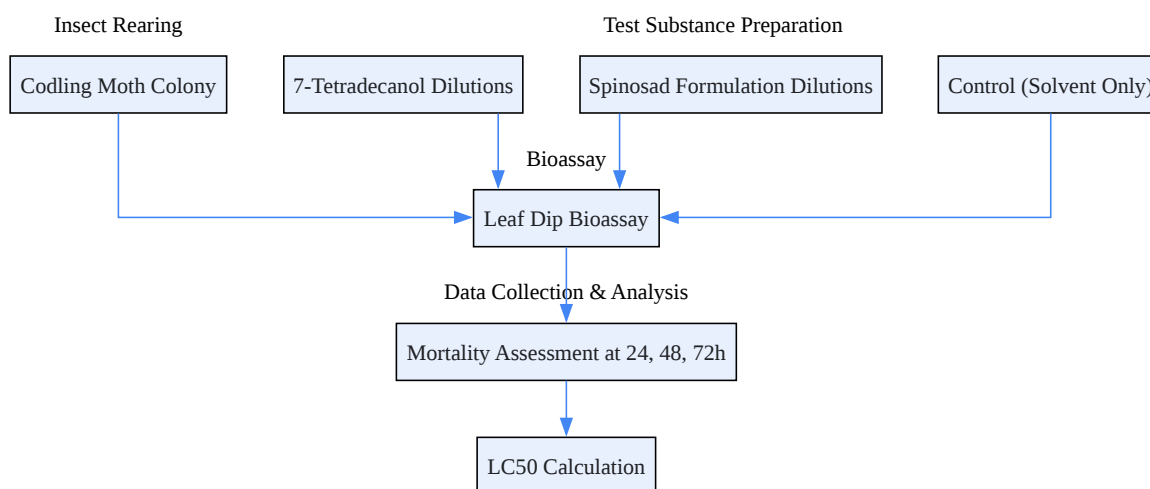 Insect Rearing
Test Substance Preparation
Codling Moth Colony
7-Tetradecanol Dilutions
Spinosad Formulation Dilutions
Control (Solvent Only)
Bioassay
Leaf Dip Bioassay
Data Collection & Analysis
Mortality Assessment at 24, 48, 72h
LC50 Calculation